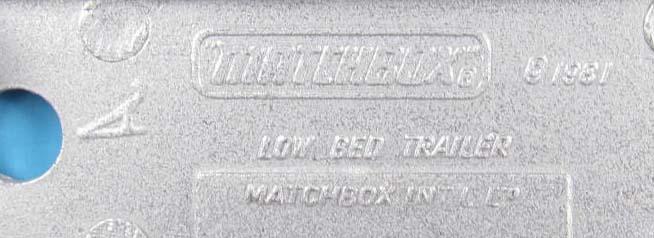 MATCHBOX ® © 1981
LOW BED TRAILER
MATCHBOX INT'L LTD
A